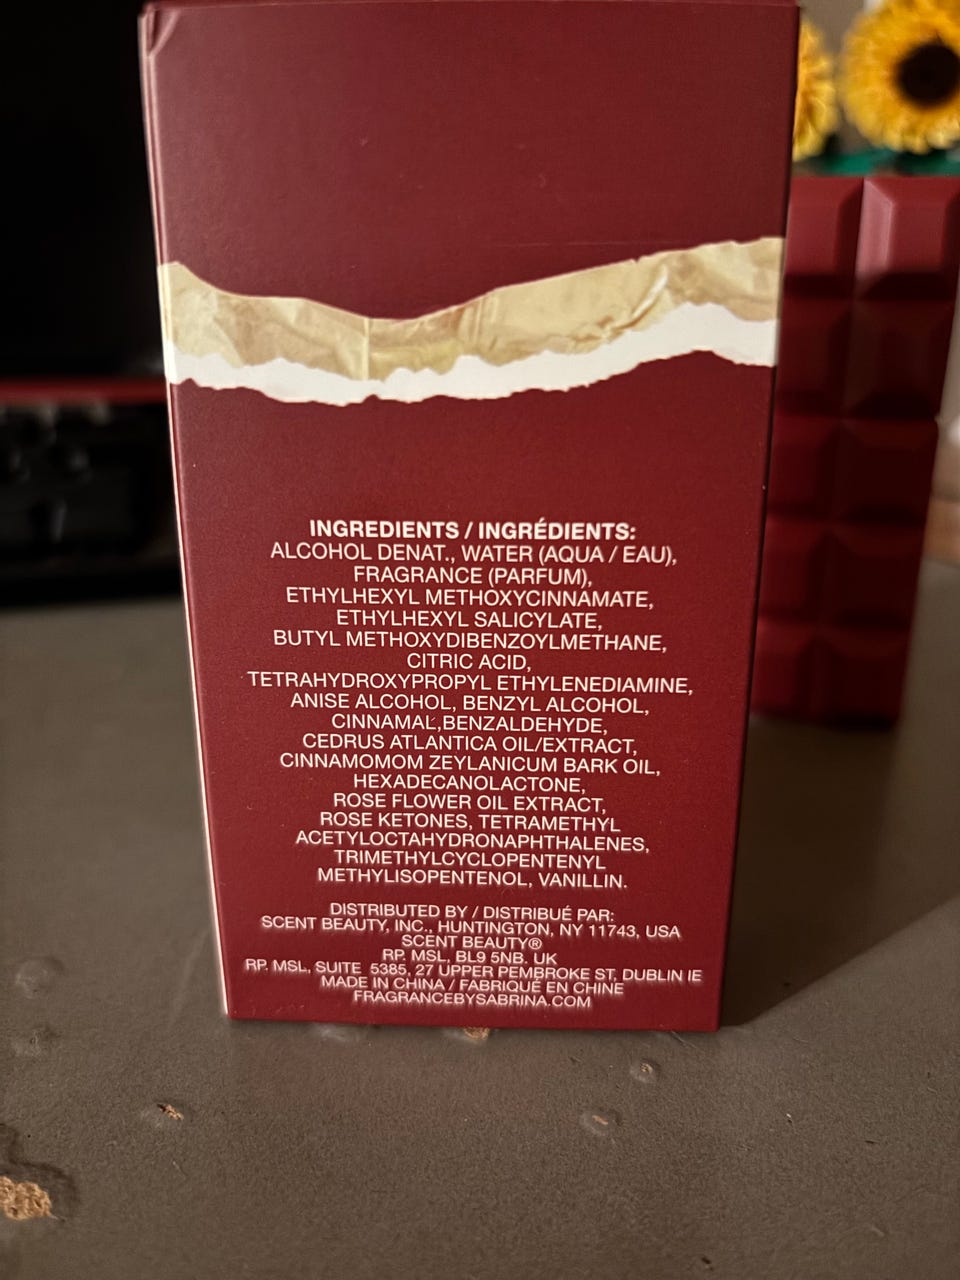 INGREDIENTS / INGRÉDIENTS:
ALCOHOL DENAT., WATER (AQUA / EAU),
FRAGRANCE (PARFUM),
ETHYLHEXYL METHOXYCINNAMATE,
ETHYLHEXYL SALICYLATE,
BUTYL METHOXYDIBENZOYLMETHANE,
CITRIC ACID,
TETRAHYDROXYPROPYL ETHYLENEDIAMINE,
ANISE ALCOHOL, BENZYL ALCOHOL,
CINNAMAL,BENZALDEHYDE,
CEDRUS ATLANTICA OIL/EXTRACT,
CINNAMOMOM ZEYLANICUM BARK OIL,
HEXADECANOLACTONE,
ROSE FLOWER OIL EXTRACT,
ROSE KETONES, TETRAMETHYL
ACETYLOCTAHYDRONAPHTHALENES,
TRIMETHYLCYCLOPENTENYL
METHYLISOPENTENOL, VANILLIN.
DISTRIBUTED BY / DISTRIBUÉ PAR:
SCENT BEAUTY, INC., HUNTINGTON, NY 11743, USA
SCENT BEAUTY®
RP. MSL, BL9 5NB. UK
RP. MSL, SUITE 5385, 27 UPPER PEMBROKE ST, DUBLIN IE
MADE IN CHINA / FABRIQUÉ EN CHINE
FRAGRANCEBYSABRINA.COM